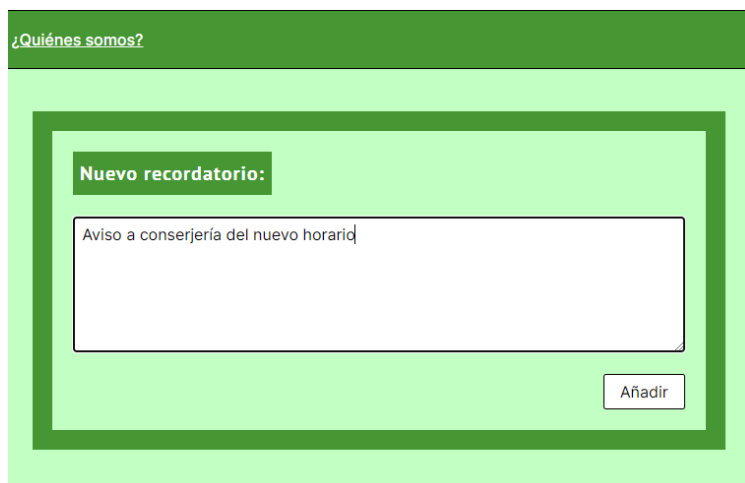 ¿Quiénes somos?
Nuevo recordatorio:
Aviso a conserjería del nuevo horario
Añadir